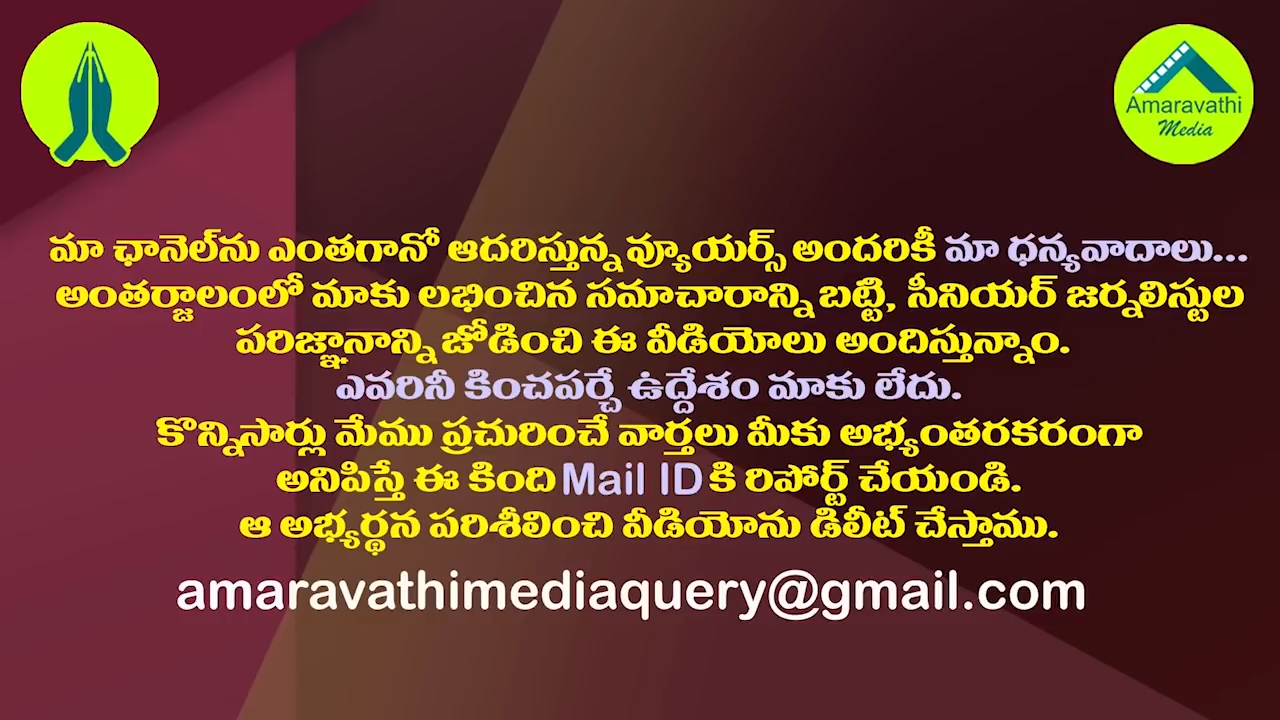 Amaravathi
Media
మా ఛానెల్‌ను ఎంతగానో ఆదరిస్తున్న వ్యూయర్స్ అందరికీ మా ధన్యవాదాలు...
అంతర్జాలంలో మాకు లభించిన సమాచారాన్ని బట్టి, సీనియర్ జర్నలిస్టుల
పరిజ్ఞానాన్ని జోడించి ఈ వీడియోలు అందిస్తున్నాం.
ఎవరినీ కించపర్చే ఉద్దేశం మాకు లేదు.
కొన్నిసార్లు మేము ప్రచురించే వార్తలు మీకు అభ్యంతరకరంగా
అనిపిస్తే ఈ కింది Mail ID కి రిపోర్ట్ చేయండి.
ఆ అభ్యర్థన పరిశీలించి వీడియోను డిలీట్ చేస్తాము.
amaravathimediaquery@gmail.com